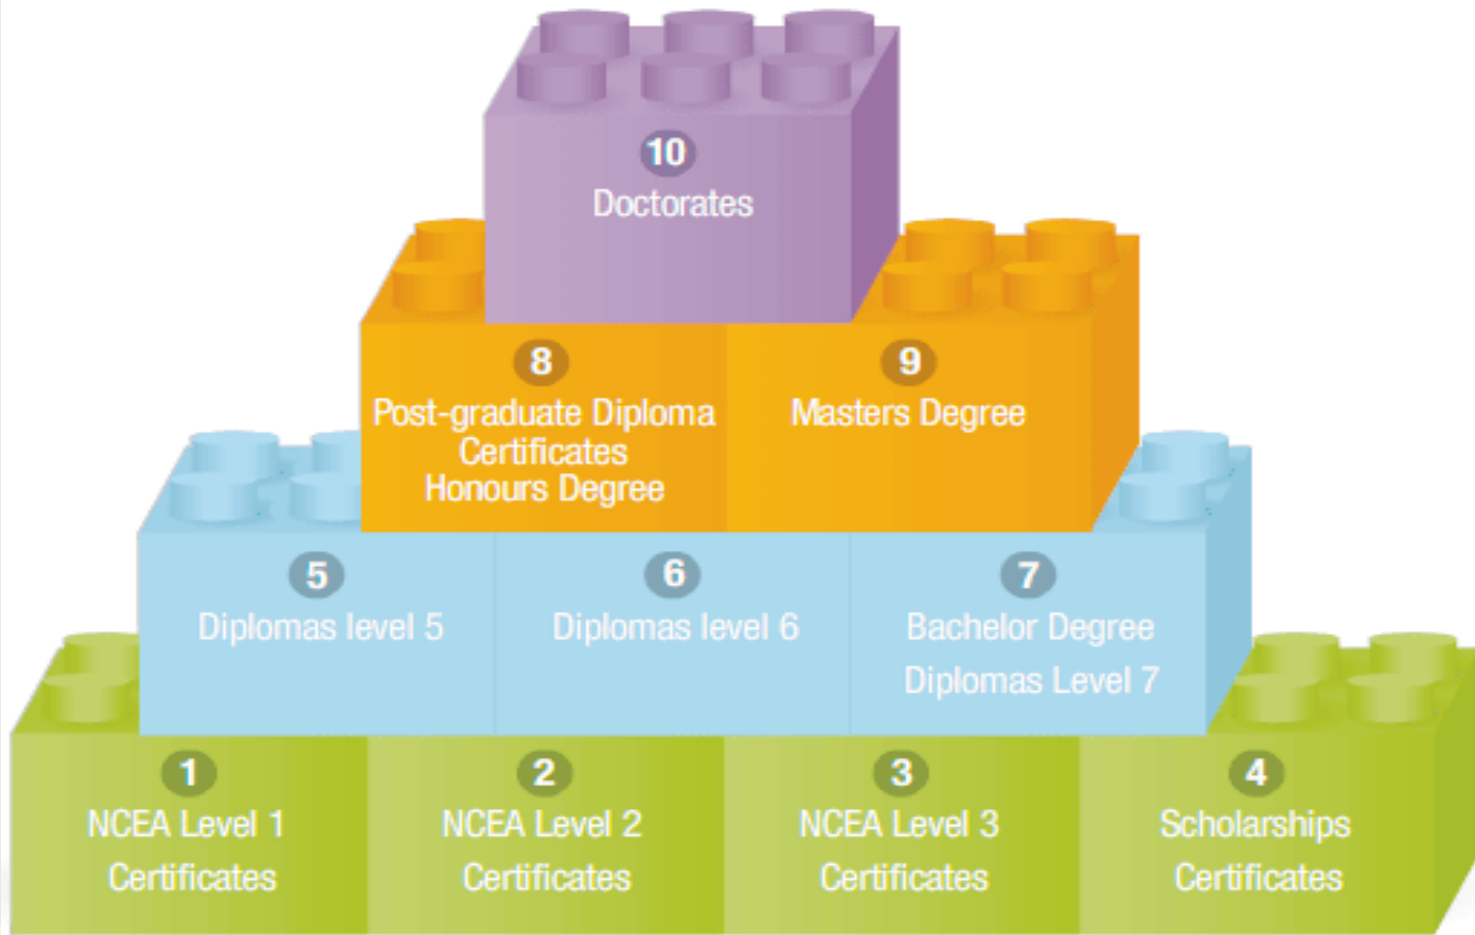 10
Doctorates
8
Post-graduate Diploma
Certificates
Honours Degree
9
Masters Degree
5
Diplomas level 5
6
Diplomas level 6
7
Bachelor Degree
Diplomas Level 7
1
NCEA Level 1
Certificates
2
NCEA Level 2
Certificates
3
NCEA Level 3
Certificates
4
Scholarships
Certificates